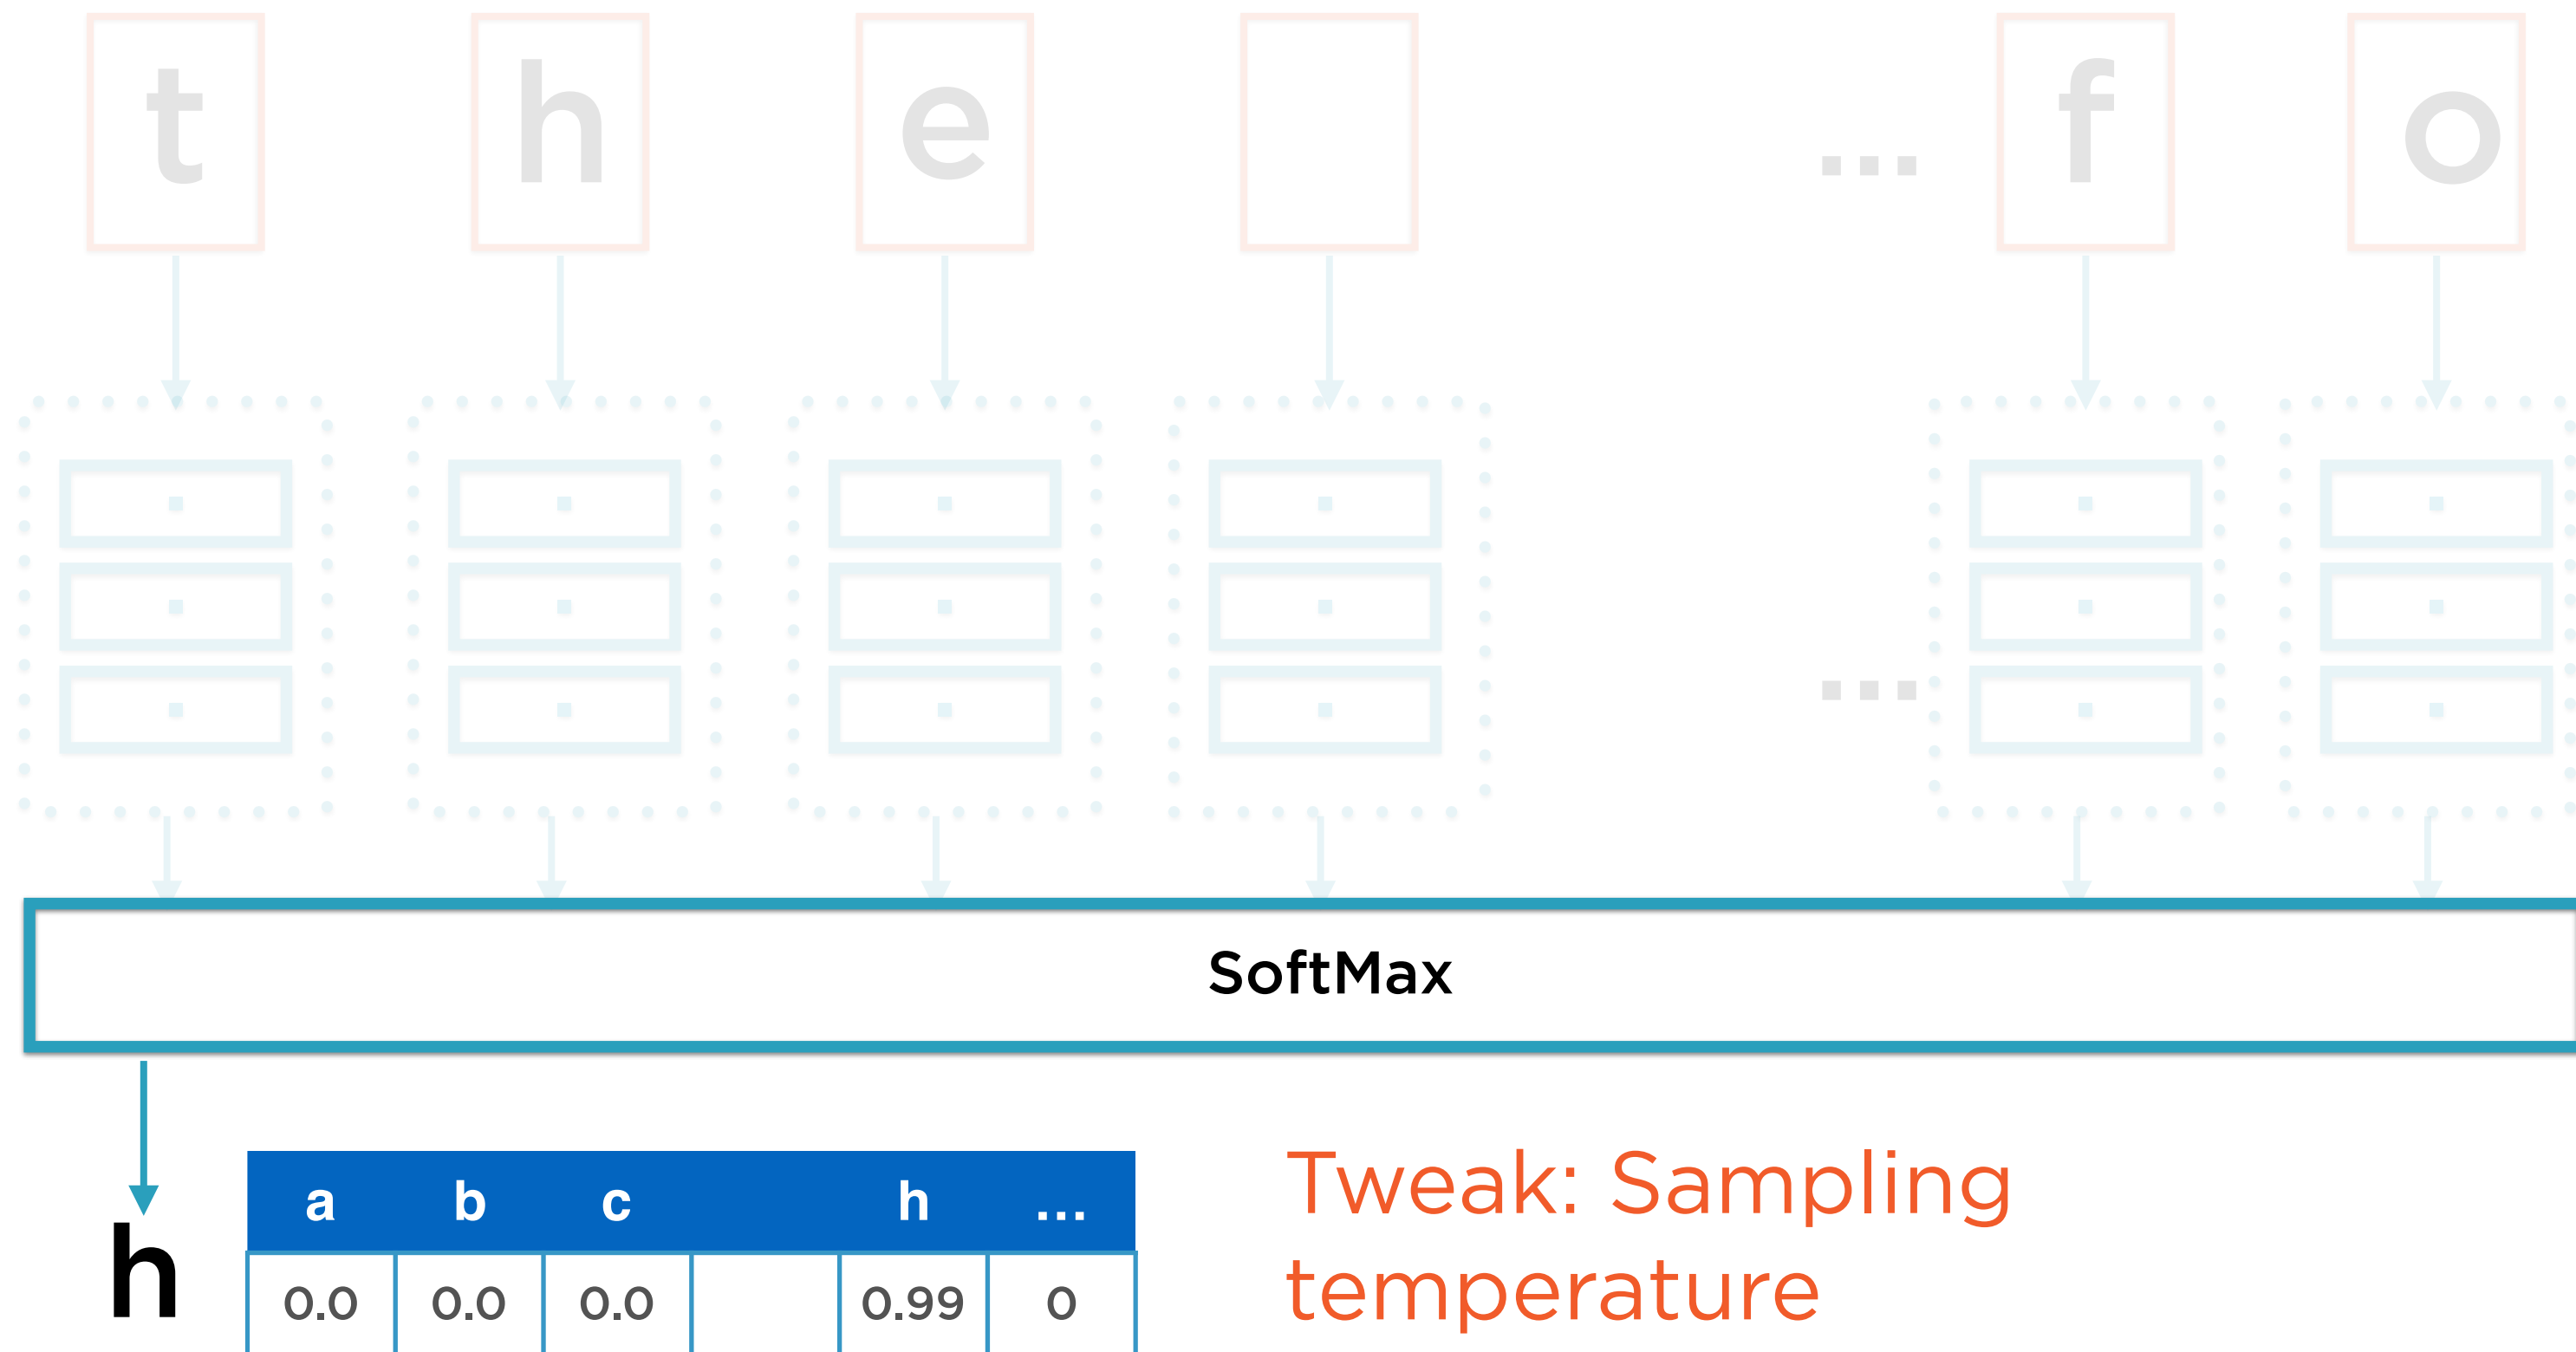 t h e … f o
…
SoftMax
h
a b c h …
0.0 0.0 0.0 0.99 0
Tweak: Sampling
temperature